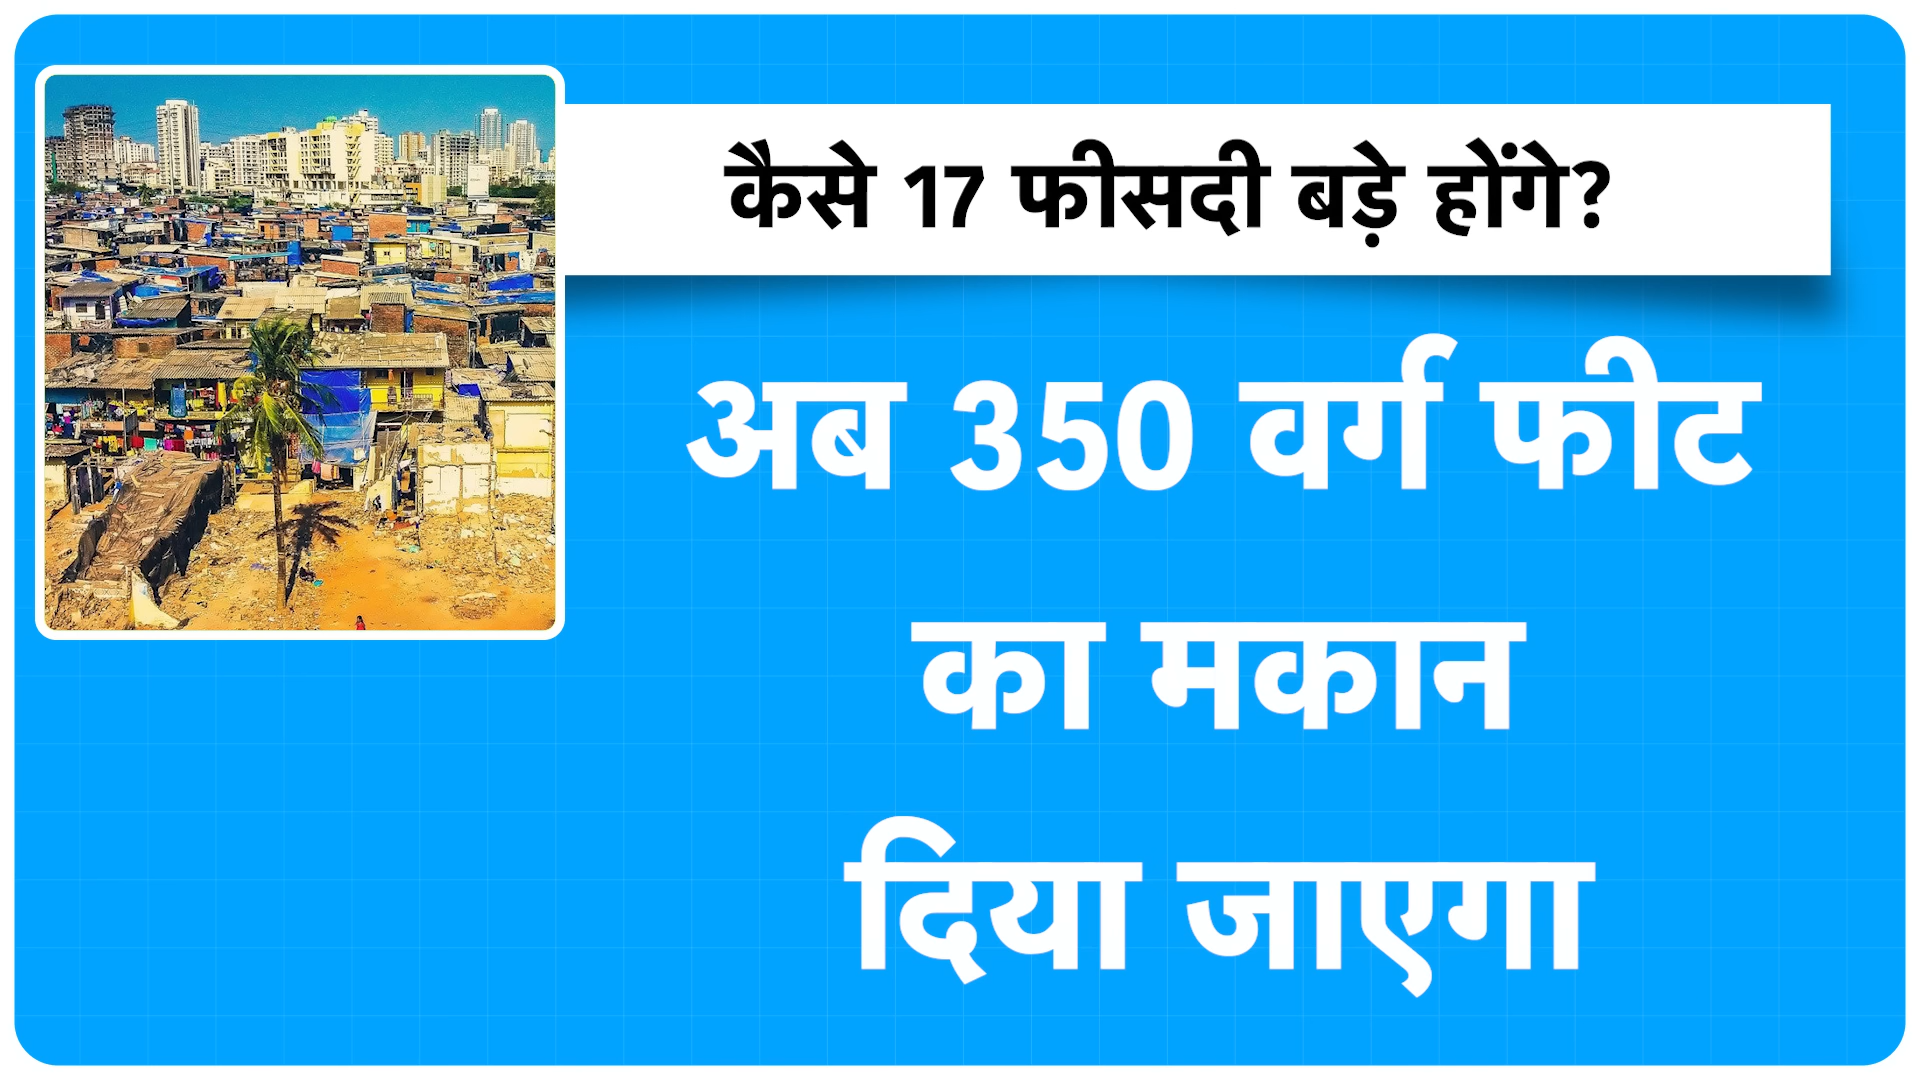 कैसे 17 फीसदी बड़े होंगे?
अब 350 वर्ग फीट
का मकान
दिया जाएगा